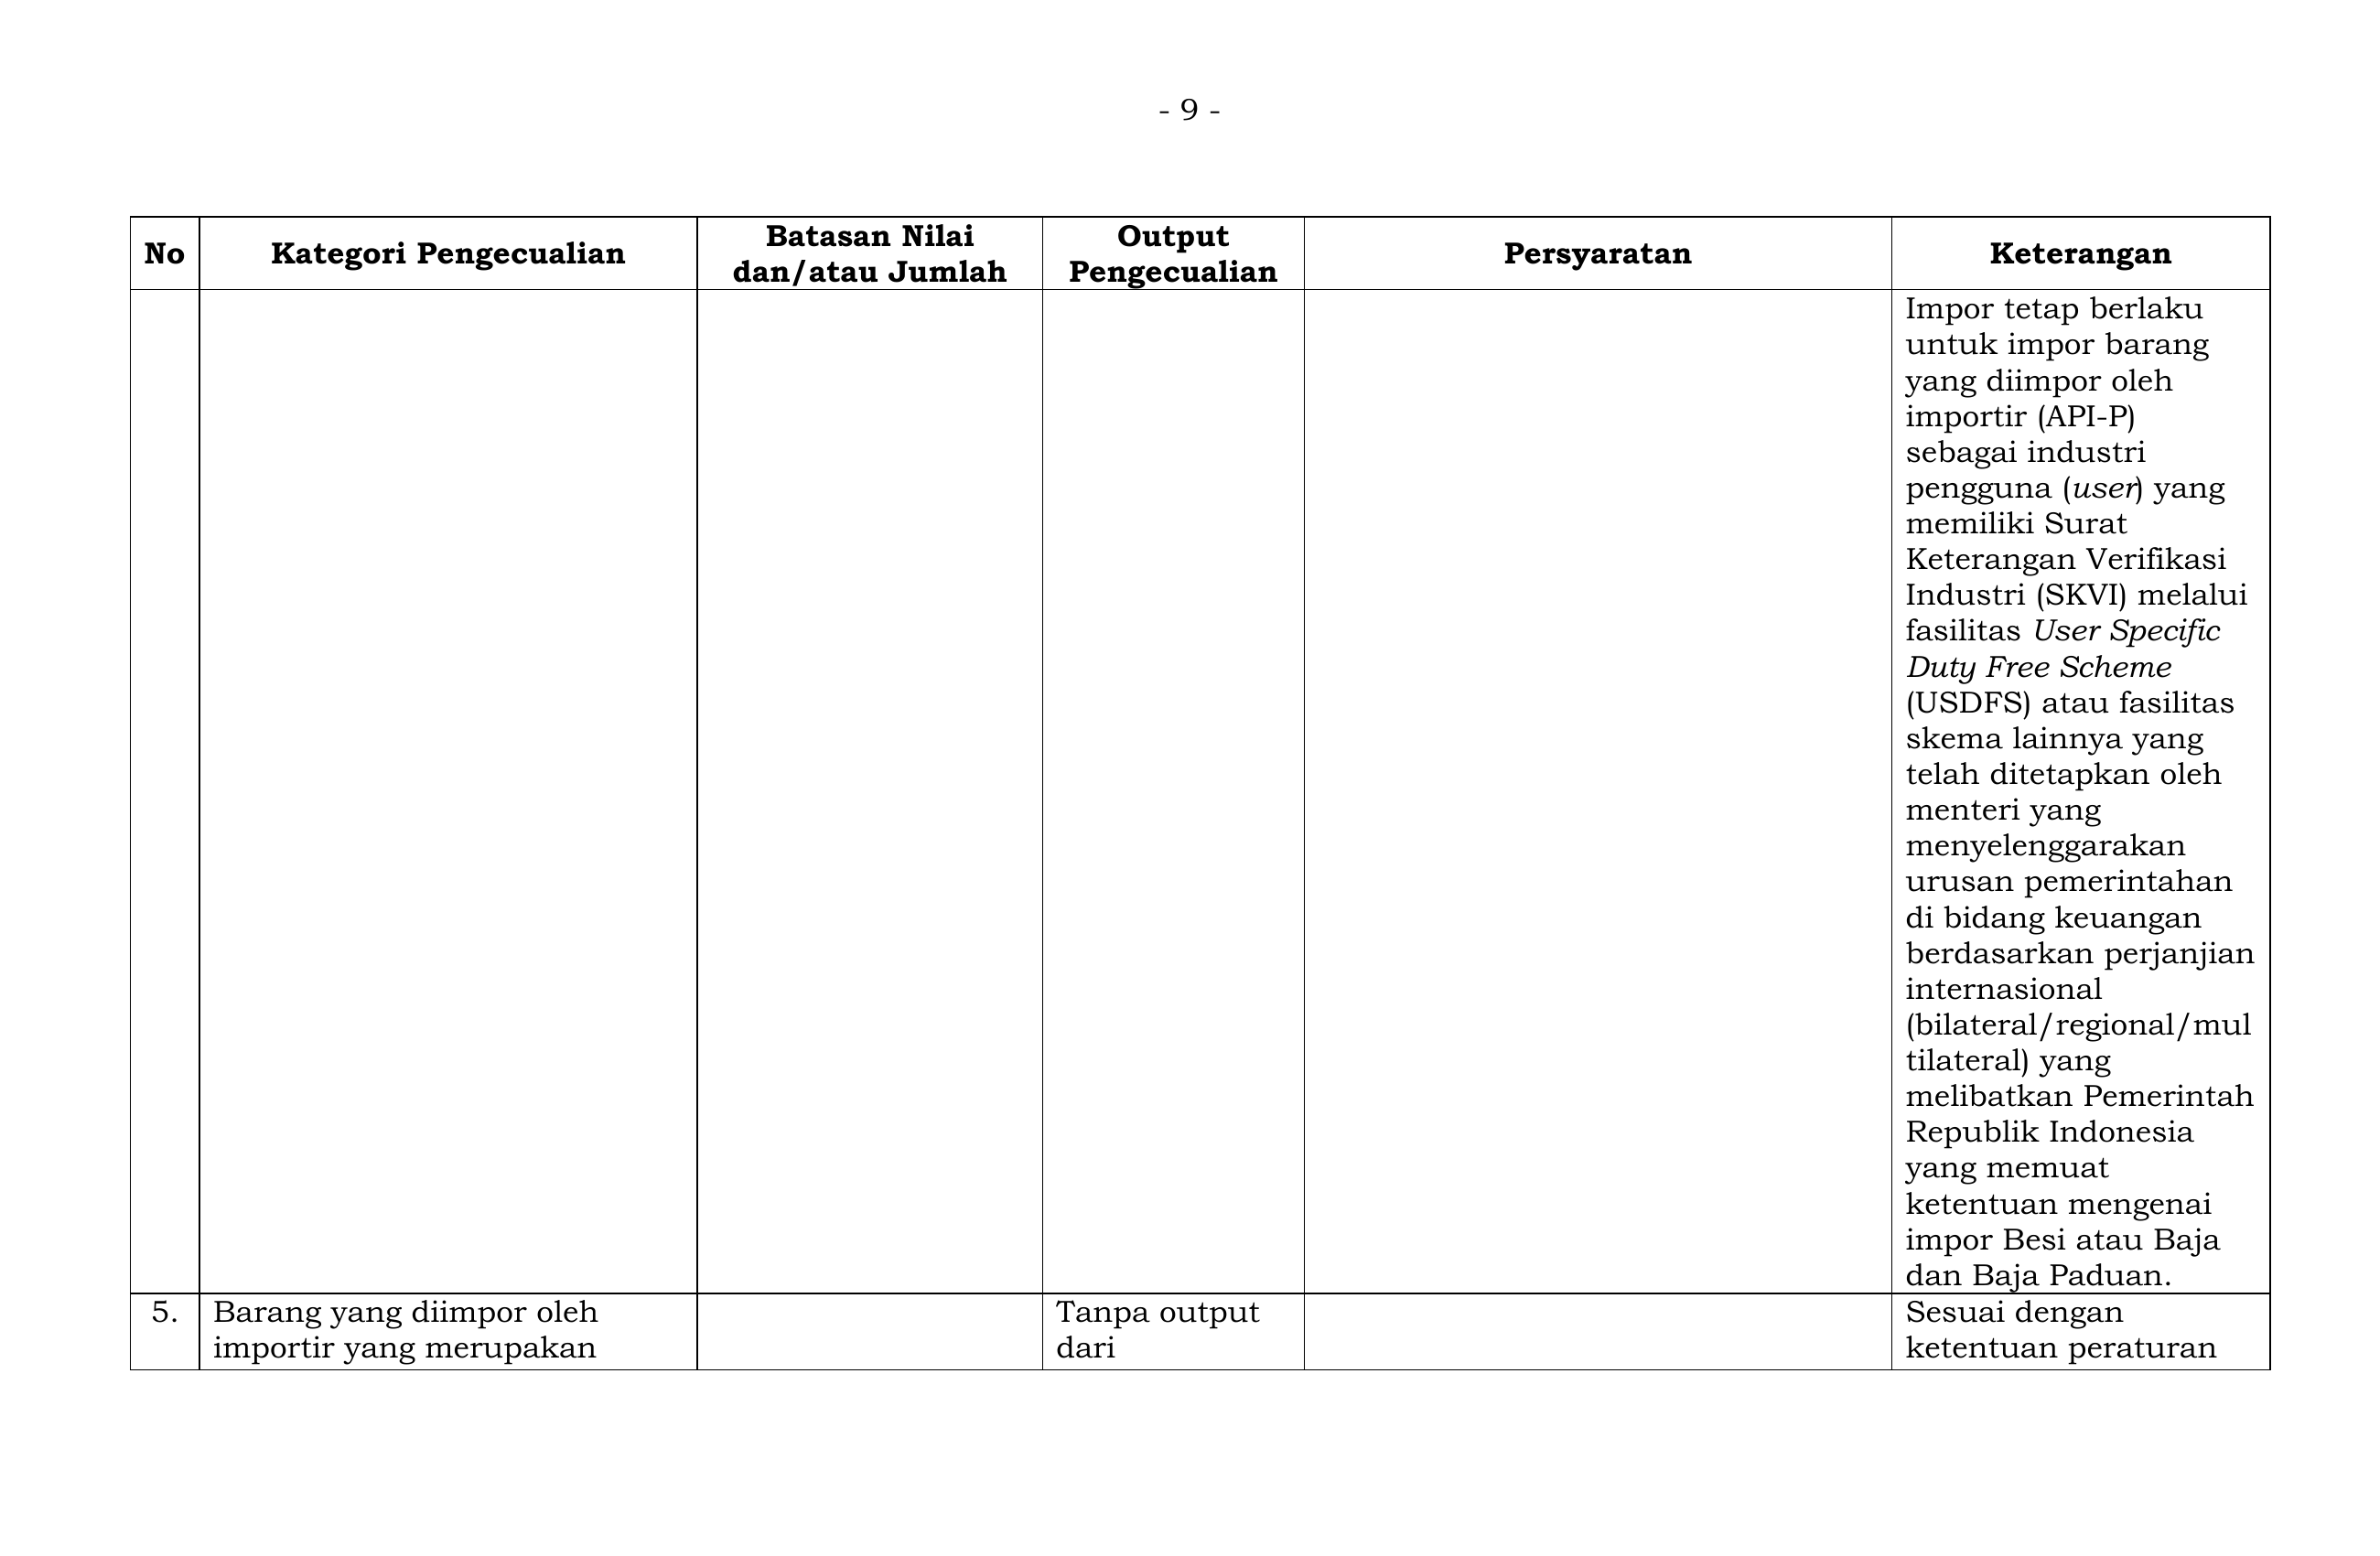 - 9 -
No
Kategori Pengecualian
Batasan Nilai
dan/atau Jumlah
Output
Pengecualian
Persyaratan
Keterangan
Impor tetap berlaku
untuk impor barang
yang diimpor oleh
importir (API-P)
sebagai industri
pengguna (user) yang
memiliki Surat
Keterangan Verifikasi
Industri (SKVI) melalui
fasilitas User Specific
Duty Free Scheme
(USDFS) atau fasilitas
skema lainnya yang
telah ditetapkan oleh
menteri yang
menyelenggarakan
urusan pemerintahan
di bidang keuangan
berdasarkan perjanjian
internasional
(bilateral/regional/mul
tilateral) yang
melibatkan Pemerintah
Republik Indonesia
yang memuat
ketentuan mengenai
impor Besi atau Baja
dan Baja Paduan.
5.
Barang yang diimpor oleh
importir yang merupakan
Tanpa output
dari
Sesuai dengan
ketentuan peraturan